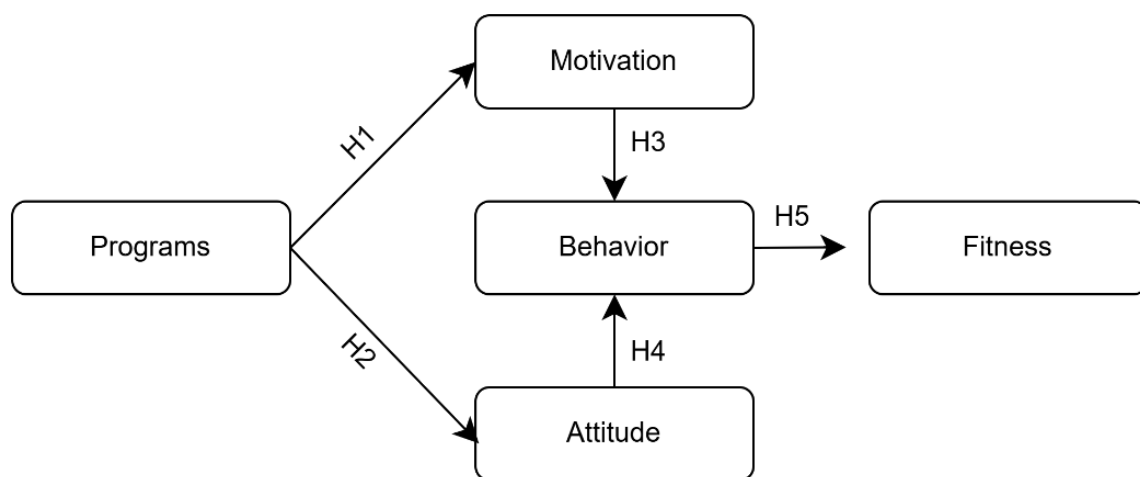 Motivation
H1
H3
Programs
Behavior
H5
Fitness
H2
H4
Attitude